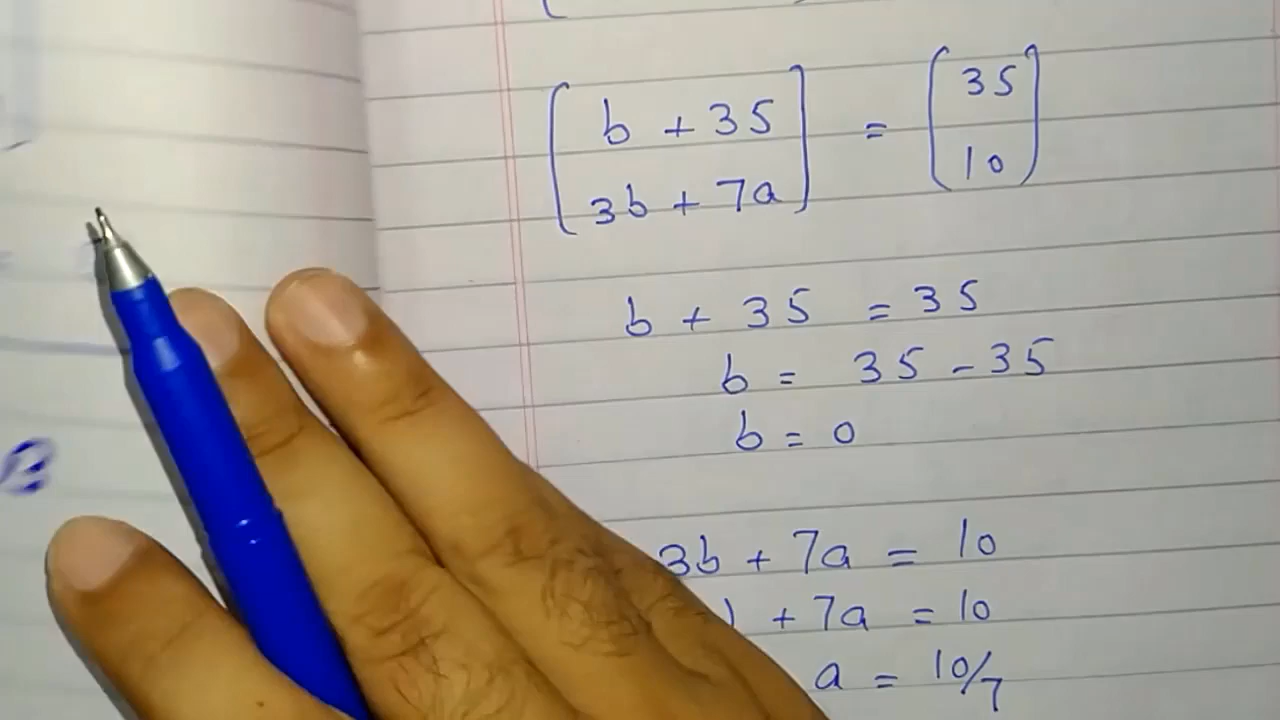 [ b + 35 ] = ( 35 )
[ 3b + 7a ] ( 10 )
b + 35 = 35
b = 35 - 35
b = 0
3b + 7a = 10
) + 7a = 10
a = 10/7